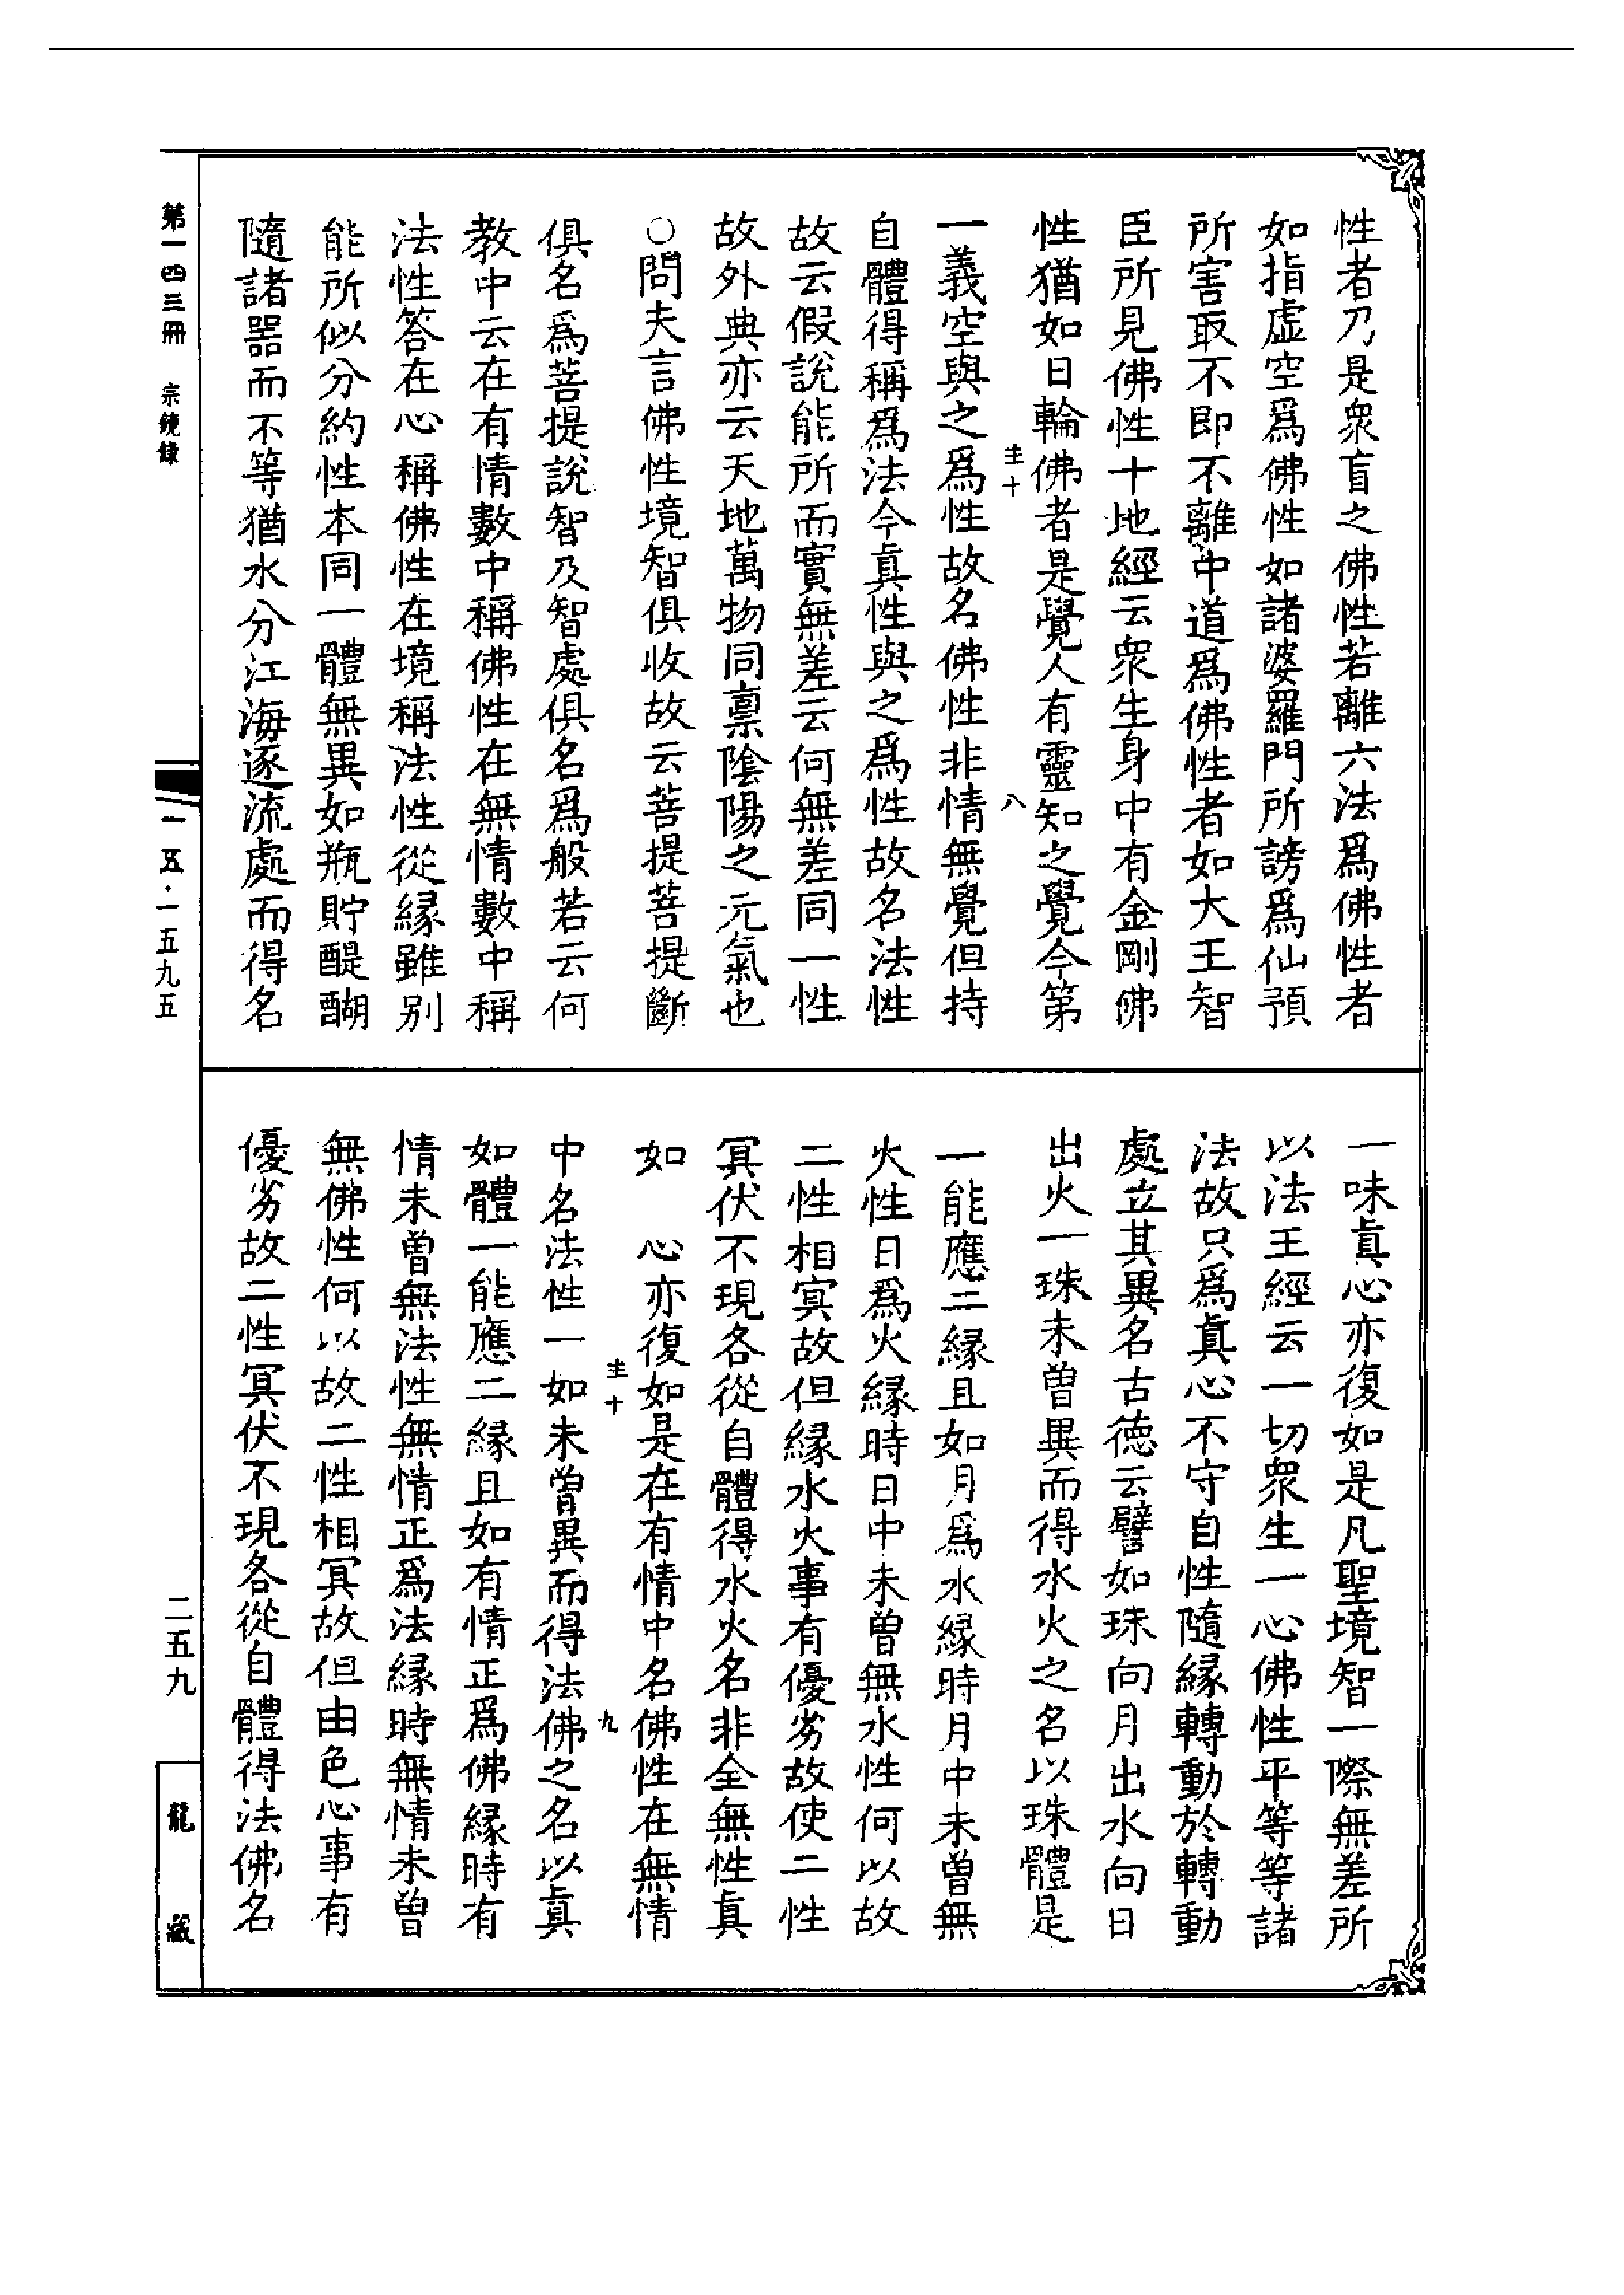 性者乃是衆盲之佛性若離六法爲佛性者
如指虛空爲佛性如諸婆羅門所謗爲仙預
所害取不即不離中道爲佛性者如大王智
臣所見佛性十地經云衆生身中有金剛佛
性猶如日輪佛者是覺人有靈知之覺今第
圭十 八
一義空與之爲性故名佛性非情無覺但持
自體得稱爲法今眞性與之爲性故名法性
故云假說能所而實無差云何無差同一性
故外典亦云天地萬物同禀陰陽之元氣也
○問夫言佛性境智俱收故云菩提菩提斷
俱名爲菩提說智及智處俱名爲般若云何
教中云在有情數中稱佛性在無情數中稱
法性答在心稱佛性在境稱法性從緣雖別
能所似分約性本同一體無異如瓶貯醍醐
隨諸噐而不等猶水分江海逐流處而得名
一味眞心亦復如是凡聖境智一際無差所
以法王經云一切衆生一心佛性平等等諸
法故只爲眞心不守自性隨緣轉動於轉動
處立其異名古德云譬如珠向月出水向日
出火一珠未曾異而得水火之名以珠體是
一能應二緣且如月爲水緣時月中未曾無
火性日爲火緣時日中未曾無水性何以故
二性相冥故但緣水火事有優劣故使二性
冥伏不現各從自體得水火名非全無性眞
如　心亦復如是在有情中名佛性在無情
圭十 九
中名法性一如未曾異而得法佛之名以眞
如體一能應二緣且如有情正爲佛緣時有
情未曾無法性無情正爲法緣時無情未曾
無佛性何以故二性相冥故但由色心事有
優劣故二性冥伏不現各從自體得法佛名
第一四三冊 宗鏡錄
一五·一五九五
二五九
龍藏